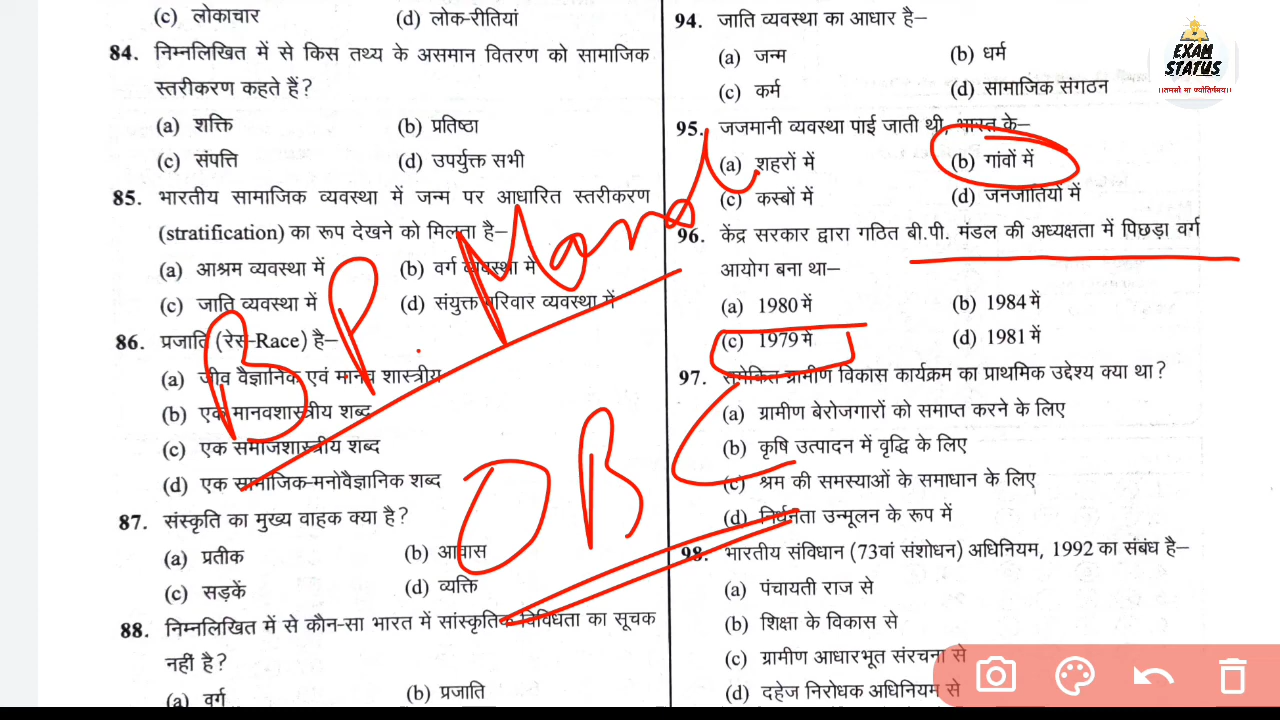 (c) लोकाचार
(d) लोक-रीतियां
84. निम्नलिखित में से किस तथ्य के असमान वितरण को सामाजिक
स्तरीकरण कहते हैं?
(a) शक्ति
(b) प्रतिष्ठा
(c) संपत्ति
(d) उपर्युक्त सभी
85. भारतीय सामाजिक व्यवस्था में जन्म पर आधारित स्तरीकरण
(stratification) का रूप देखने को मिलता है–
(a) आश्रम व्यवस्था में
(b) वर्ग व्यवस्था में
(c) जाति व्यवस्था में
(d) संयुक्त परिवार व्यवस्था में
86. प्रजाति (रेस-Race) है–
(a) जीव वैज्ञानिक एवं मानव शास्त्रीय
(b) एक मानवशास्त्रीय शब्द
(c) एक समाजशास्त्रीय शब्द
(d) एक सामाजिक-मनोवैज्ञानिक शब्द
87. संस्कृति का मुख्य वाहक क्या है?
(a) प्रतीक
(b) आवास
(c) सड़कें
(d) व्यक्ति
88. निम्नलिखित में से कौन-सा भारत में सांस्कृतिक विविधता का सूचक
नहीं है?
(a) वर्ग
(b) प्रजाति
94. जाति व्यवस्था का आधार है–
(a) जन्म
(b) धर्म
(c) कर्म
(d) सामाजिक संगठन
95. जजमानी व्यवस्था पाई जाती थी, भारत के–
(a) शहरों में
(b) गांवों में
(c) कस्बों में
(d) जनजातियों में
96. केंद्र सरकार द्वारा गठित बी.पी. मंडल की अध्यक्षता में पिछड़ा वर्ग
आयोग बना था–
(a) 1980 में
(b) 1984 में
(c) 1979 में
(d) 1981 में
97. समेकित ग्रामीण विकास कार्यक्रम का प्राथमिक उद्देश्य क्या था?
(a) ग्रामीण बेरोजगारों को समाप्त करने के लिए
(b) कृषि उत्पादन में वृद्धि के लिए
(c) श्रम की समस्याओं के समाधान के लिए
(d) निर्धनता उन्मूलन के रूप में
98. भारतीय संविधान (73वां संशोधन) अधिनियम, 1992 का संबंध है–
(a) पंचायती राज से
(b) शिक्षा के विकास से
(c) ग्रामीण आधारभूत संरचना से
(d) दहेज निरोधक अधिनियम से
B P Mandal
OBC
EXAM
STATUS
।।तमसो मा ज्योतिर्गमय।।